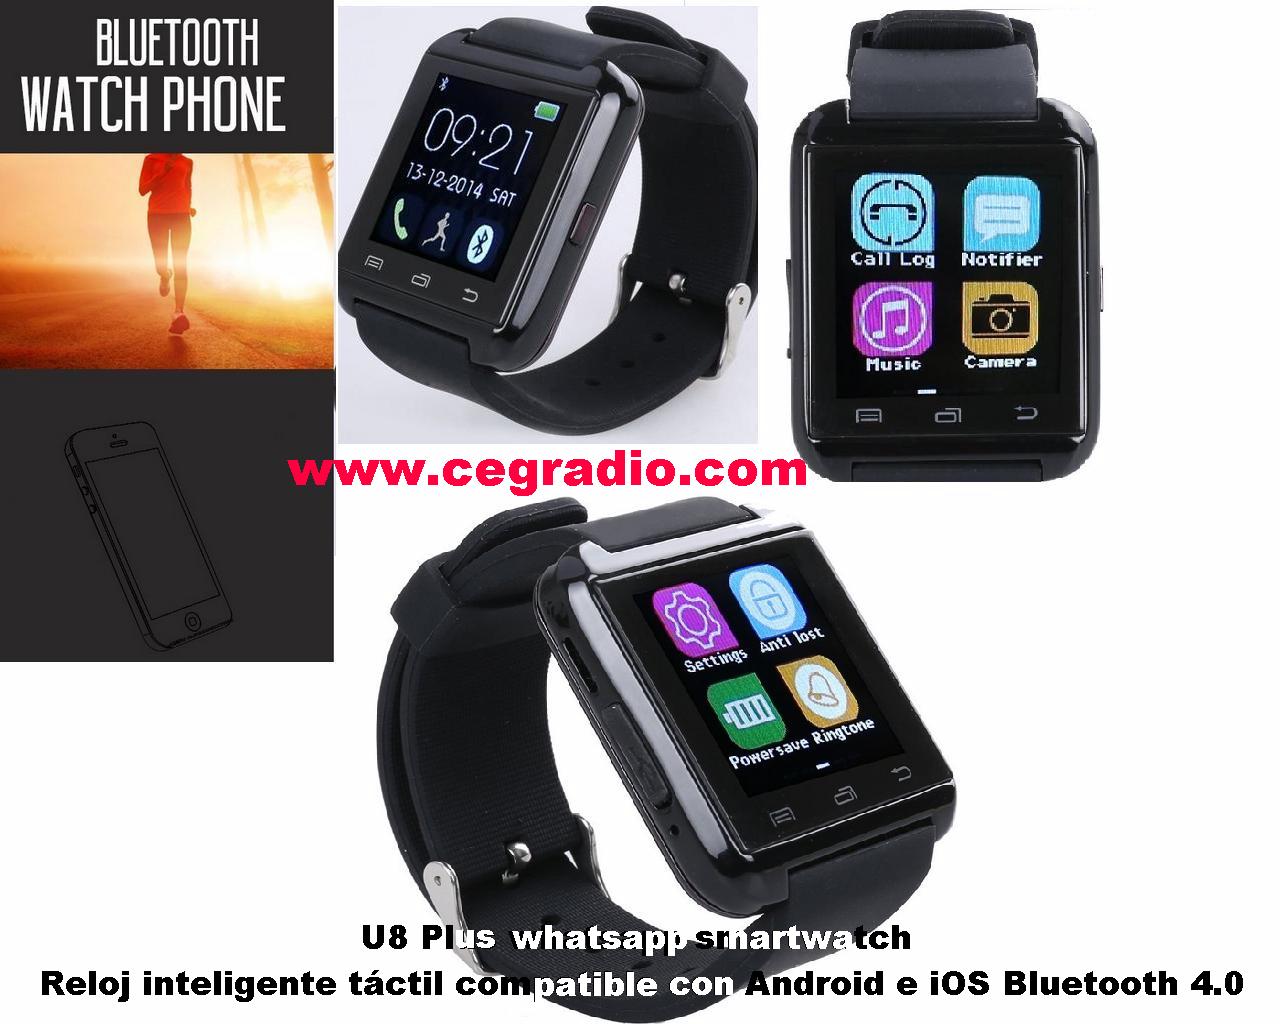 BLUETOOTH
WATCH PHONE
09:21
13-12-2014 SAT
Call Log Notifier
Music Camera
www.cegradio.com
Settings Anti lost
Powersave Ringtone
U8 Plus whatsapp smartwatch
Reloj inteligente táctil compatible con Android e iOS Bluetooth 4.0